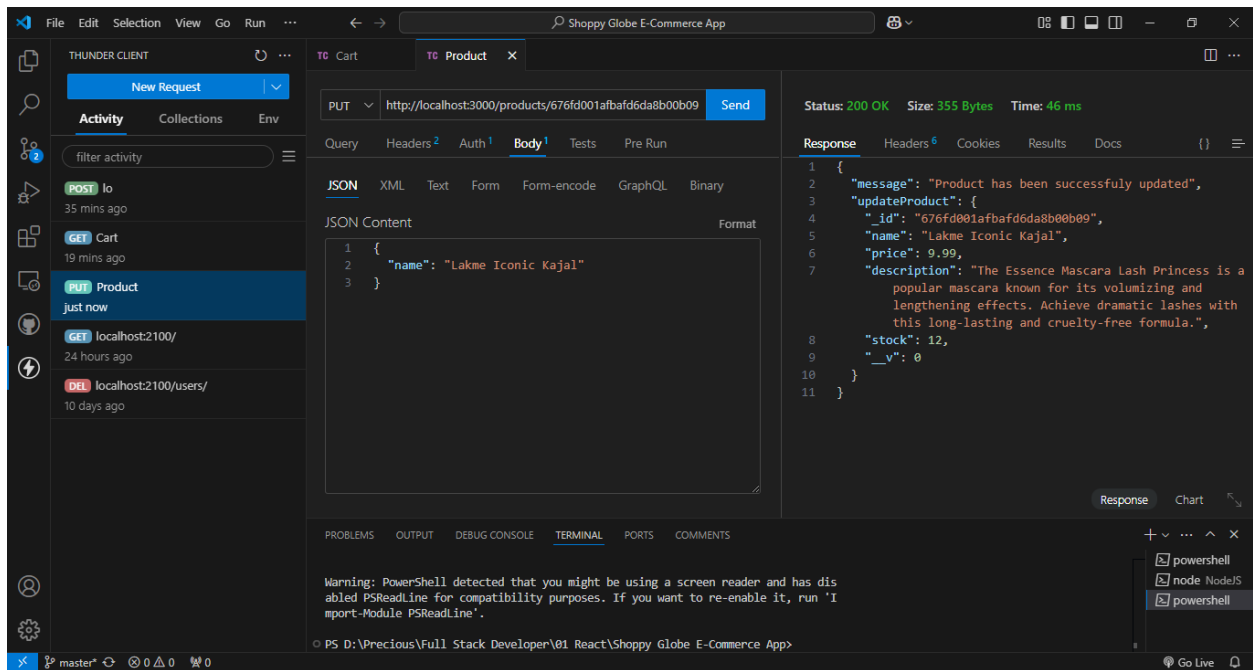 File Edit Selection View Go Run ...
Shoppy Globe E-Commerce App
THUNDER CLIENT
New Request
Activity Collections Env
filter activity
POST lo
35 mins ago
GET Cart
19 mins ago
PUT Product
just now
GET localhost:2100/
24 hours ago
DEL localhost:2100/users/
10 days ago
2
TC Cart TC Product
PUT http://localhost:3000/products/676fd001afbafd6da8b00b09 Send
Query Headers 2 Auth 1 Body 1 Tests Pre Run
JSON XML Text Form Form-encode GraphQL Binary
JSON Content Format
1 {
2 "name": "Lakme Iconic Kajal"
3 }
Status: 200 OK Size: 355 Bytes Time: 46 ms
Response Headers 6 Cookies Results Docs {}
1 {
2 "message": "Product has been successfuly updated",
3 "updateProduct": {
4 "_id": "676fd001afbafd6da8b00b09",
5 "name": "Lakme Iconic Kajal",
6 "price": 9.99,
7 "description": "The Essence Mascara Lash Princess is a
popular mascara known for its volumizing and
lengthening effects. Achieve dramatic lashes with
this long-lasting and cruelty-free formula.",
8 "stock": 12,
9 "__v": 0
10 }
11 }
Response Chart
PROBLEMS OUTPUT DEBUG CONSOLE TERMINAL PORTS COMMENTS
Warning: PowerShell detected that you might be using a screen reader and has dis
abled PSReadLine for compatibility purposes. If you want to re-enable it, run 'I
mport-Module PSReadLine'.
PS D:\Precious\Full Stack Developer\01 React\Shoppy Globe E-Commerce App>
powershell
node NodeJS
powershell
master* 0 0 0 Go Live